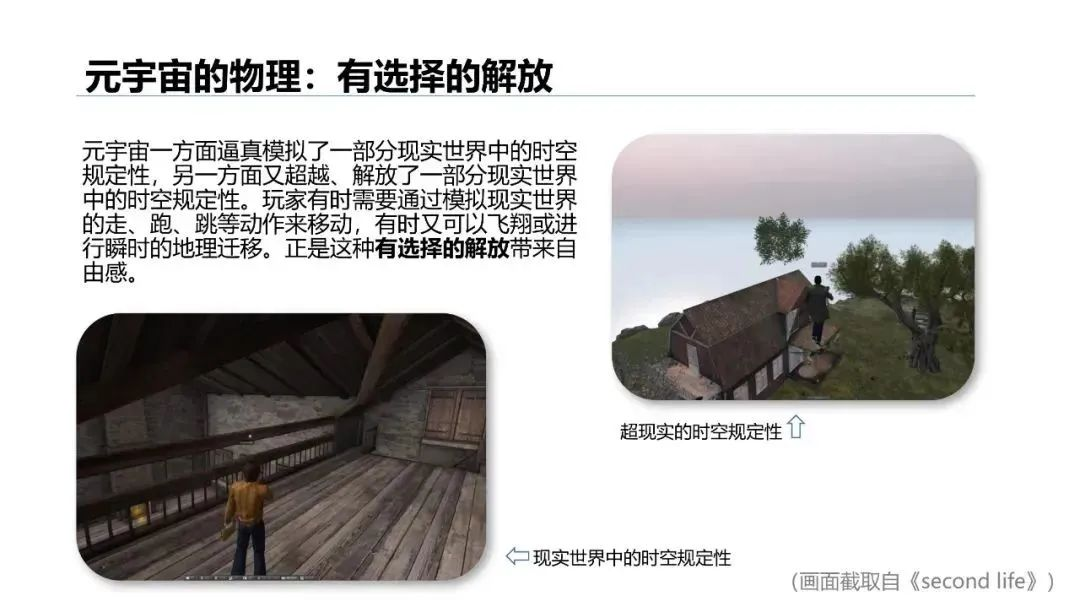 元宇宙的物理：有选择的解放
元宇宙一方面逼真模拟了一部分现实世界中的时空
规定性，另一方面又超越、解放了一部分现实世界
中的时空规定性。玩家有时需要通过模拟现实世界
的走、跑、跳等动作来移动，有时又可以飞翔或进
行瞬时的地理迁移。正是这种有选择的解放带来自
由感。
超现实的时空规定性
现实世界中的时空规定性
(画面截取自《second life》)